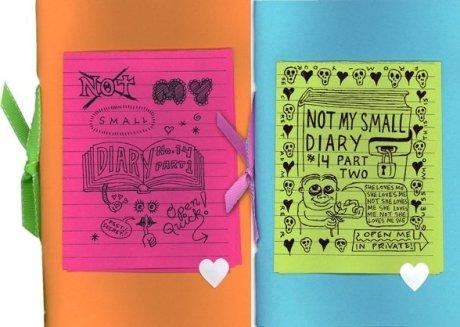 NOT MY
SMALL
DIARY No. 14
PART 1
Open
Quick!
NOT MY SMALL
DIARY
#14 PART
TWO
SHE LOVES ME,
SHE LOVES ME
NOT SHE LOVES
ME SHE LOVES
ME NOT SHE
LOVES ME SHE
OPEN ME
IN PRIVATE!